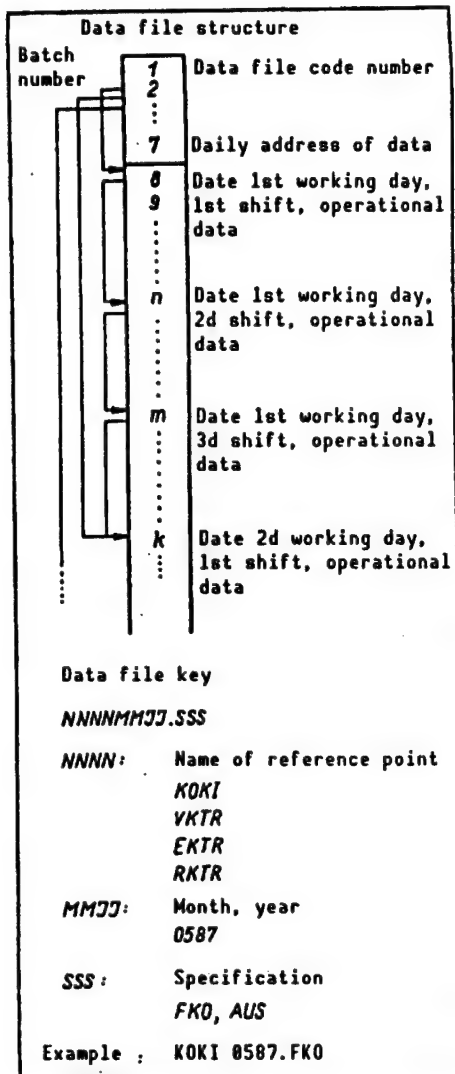 Data file structure
Batch number
1 Data file code number
2
7 Daily address of data
8 Date 1st working day,
9 1st shift, operational
data
n Date 1st working day,
2d shift, operational
data
m Date 1st working day,
3d shift, operational
data
k Date 2d working day,
1st shift, operational
data
Data file key
NNNNMMJJ.SSS
NNNN: Name of reference point
KOKI
VKTR
EKTR
RKTR
MMJJ: Month, year
0587
SSS: Specification
FKO, AUS
Example : KOKI 0587.FKO